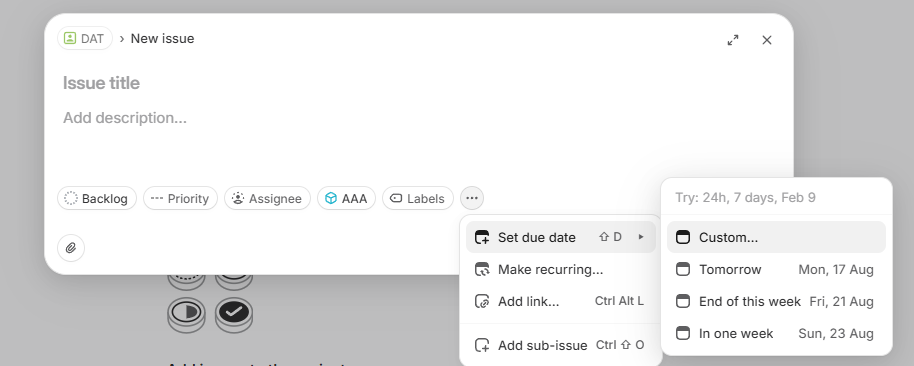 DAT › New issue
Issue title
Add description...
Backlog Priority Assignee AAA Labels
Try: 24h, 7 days, Feb 9
Set due date ⇧ D
Custom...
Make recurring...
Tomorrow Mon, 17 Aug
Add link... Ctrl Alt L
End of this week Fri, 21 Aug
In one week Sun, 23 Aug
Add sub-issue Ctrl ⇧ O